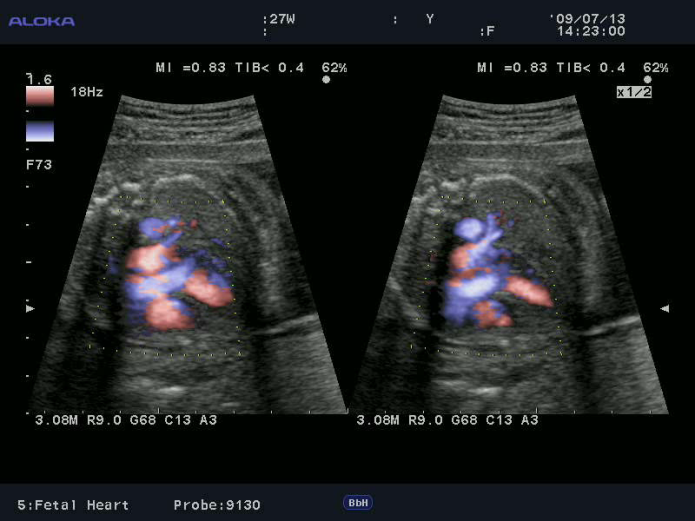 ALOKA :27W : Y '09/07/13
: :F 14:23:00
MI =0.83 TIB< 0.4 62% MI =0.83 TIB< 0.4 62%
1.6 18Hz x1/2
F73
3.08M R9.0 G68 C13 A3 3.08M R9.0 G68 C13 A3
5:Fetal Heart Probe:9130 BbH